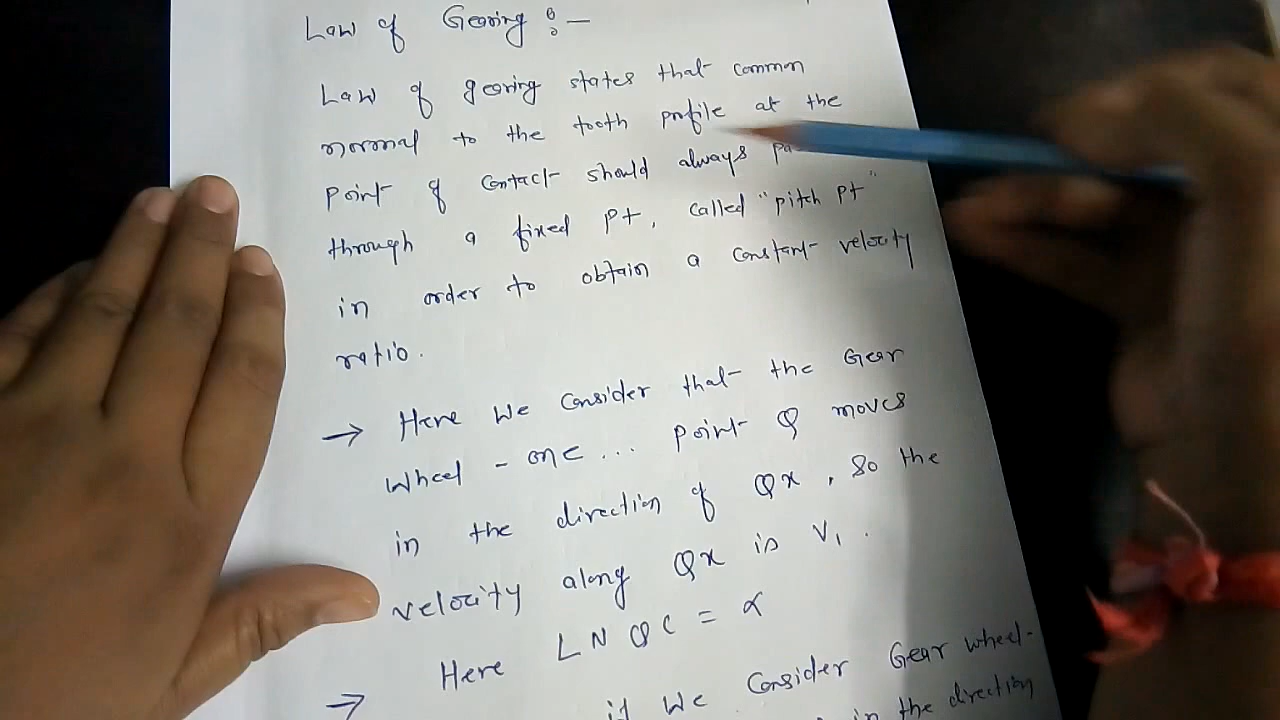 Law of Gearing :-
Law of gearing states that common
normal to the tooth profile at the
point of contact should always
through a fixed pt, called "pitch pt"
in order to obtain a constant velocity
ratio.
→ Here we consider that the Gear
wheel - one ... point Q moves
in the direction of Qx, so the
velocity along Qx is V₁.
Here ∠NQC = α
→ if we consider Gear wheel-
in the direction